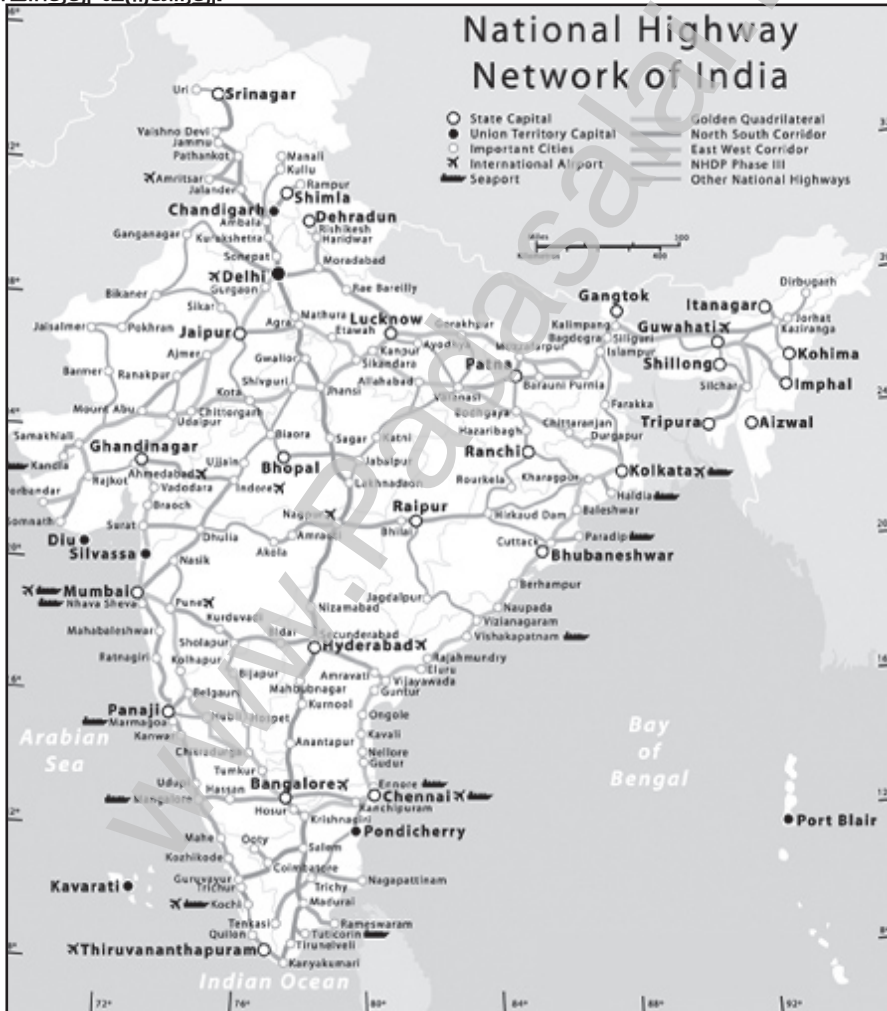 National Highway
Network of India
State Capital
Union Territory Capital
Important Cities
International Airport
Seaport
Golden Quadrilateral
North South Corridor
East West Corridor
NHDP Phase III
Other National Highways
Miles
Kilometres
Uri
Srinagar
Vaishno Devi
Jammu
Pathankot
Manali
Kullu
Amritsar
Rampur
Jalander
Shimla
Chandigarh
Dehradun
Ambala
Rishikesh
Ganganagar
Kurukshetra
Haridwar
Sonepat
Moradabad
Delhi
Gurgaon
Rae Bareilly
Bikaner
Sikar
Mathura
Lucknow
Gorakhpur
Gangtok
Itanagar
Dibrugarh
Jaisalmer
Pokhran
Jaipur
Agra
Etawah
Ayodhya
Kalimpang
Siliguri
Bagdogra
Guwahati
Jorhat
Kaziranga
Ajmer
Kanpur
Sikandara
Islampur
Kohima
Barmer
Ranakpur
Gwalior
Patna
Shillong
Shivpuri
Allahabad
Barauni
Purnia
Imphal
Kota
Jhansi
Varanasi
Silchar
Mount Abu
Chittorgarh
Udaipur
Bodhgaya
Farakka
Samakhiali
Biaora
Sagar
Katni
Hazaribagh
Chittaranjan
Durgapur
Tripura
Aizwal
Ghandinagar
Ranchi
Kandla
Ahmedabad
Ujjain
Bhopal
Jabalpur
Kolkata
Rajkot
Vadodara
Indore
Lakhnadon
Rourkela
Kharagpur
Haldia
Braoch
Raipur
Nagpur
Surat
Hirkaud Dam
Baleshwar
Bhilai
Diu
Dhulia
Amravti
Paradip
Silvassa
Akola
Cuttack
Bhubaneshwar
Nasik
Mumbai
Berhampur
Nhava Sheva
Pune
Nizamabad
Jagdalpur
Naupada
Kurduvadi
Vizianagaram
Mahabaleshwar
Sholapur
Bidar
Secunderabad
Vishakapatnam
Hyderabad
Ratnagiri
Kolhapur
Rajahmundry
Bijapur
Amravati
Eluru
Mahbubnagar
Vijayawada
Guntur
Belgaum
Kurnool
Panaji
Hubli
Hospet
Ongole
Marmagoa
Kanwar
Kavali
Chitradurga
Anantapur
Nellore
Gudur
Tumkur
Udupi
Hassan
Bangalore
Ennore
Mangalore
Chennai
Kanchipuram
Hosur
Krishnagiri
Pondicherry
Port Blair
Mahe
Ooty
Salem
Kozhikode
Coimbatore
Kavarati
Guruvayur
Trichur
Trichy
Nagapattinam
Kochi
Madurai
Tenkasi
Rameswaram
Quilon
Tuticorin
Tirunelveli
Thiruvananthapuram
Kanyakumari
Arabian
Sea
Bay
of
Bengal
Indian Ocean
72°
76°
80°
84°
88°
92°